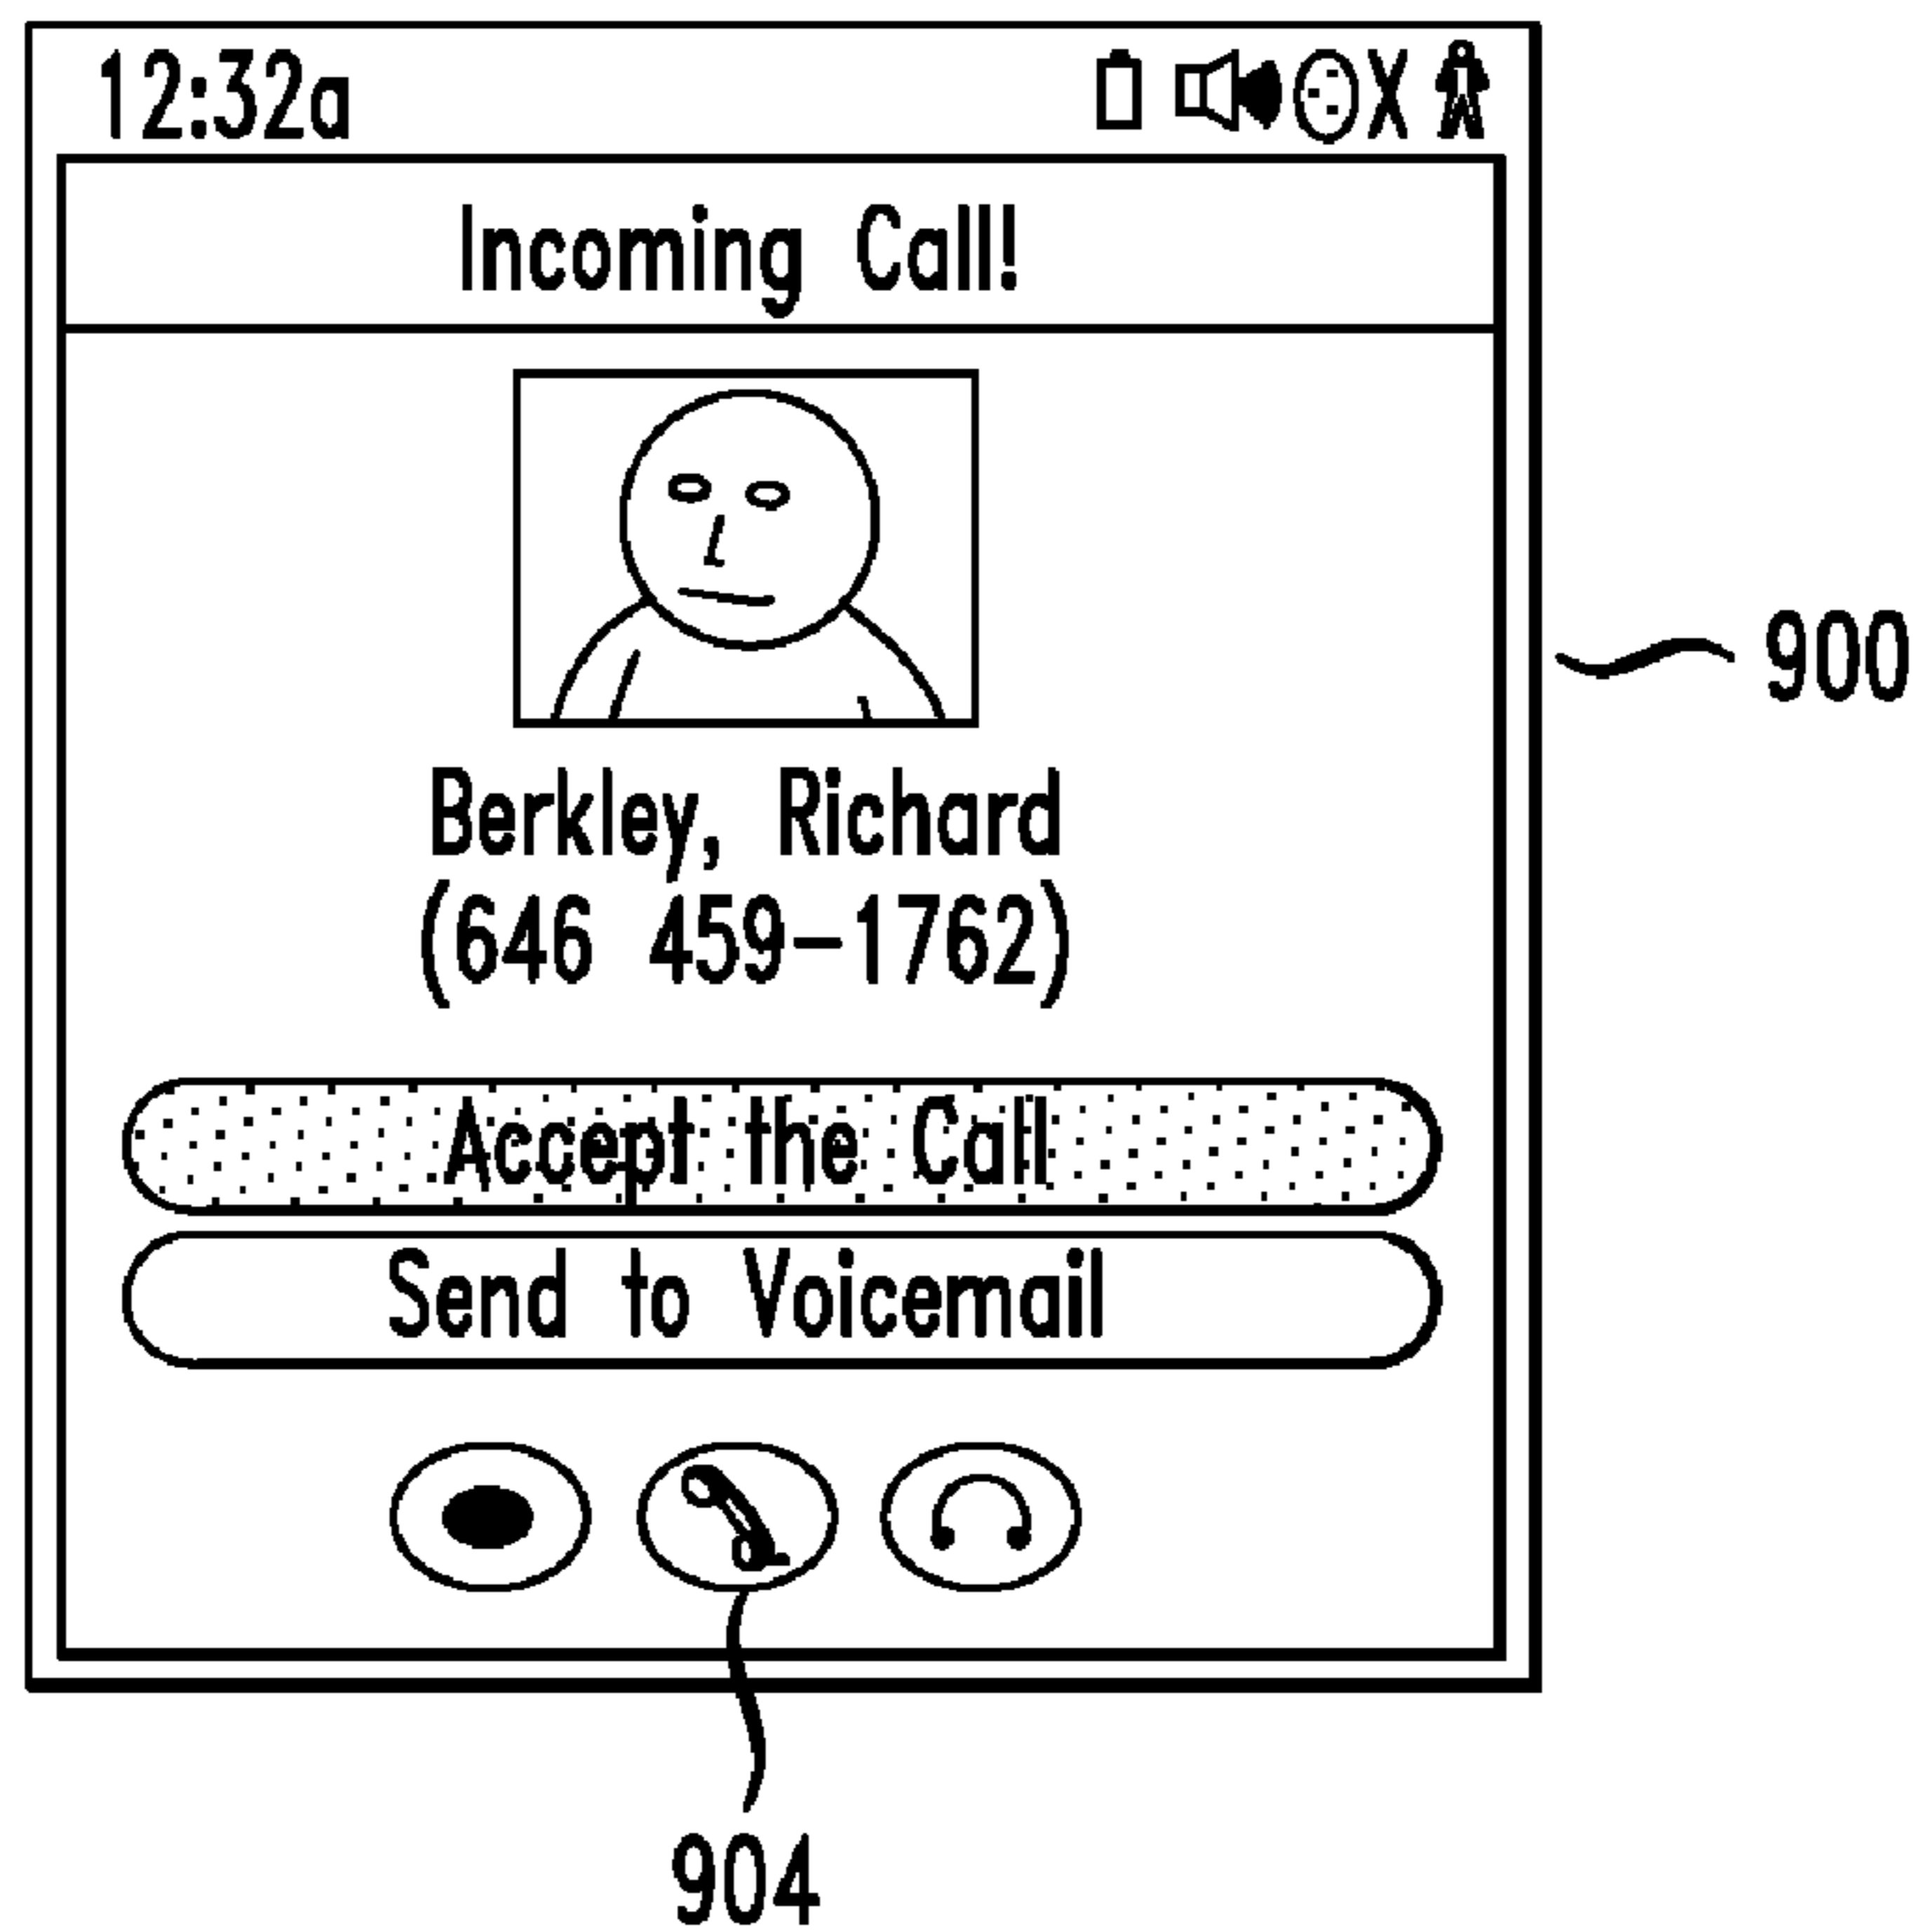 12:32a X
Incoming Call!
900
Berkley, Richard
(646 459-1762)
Accept the Call
Send to Voicemail
904